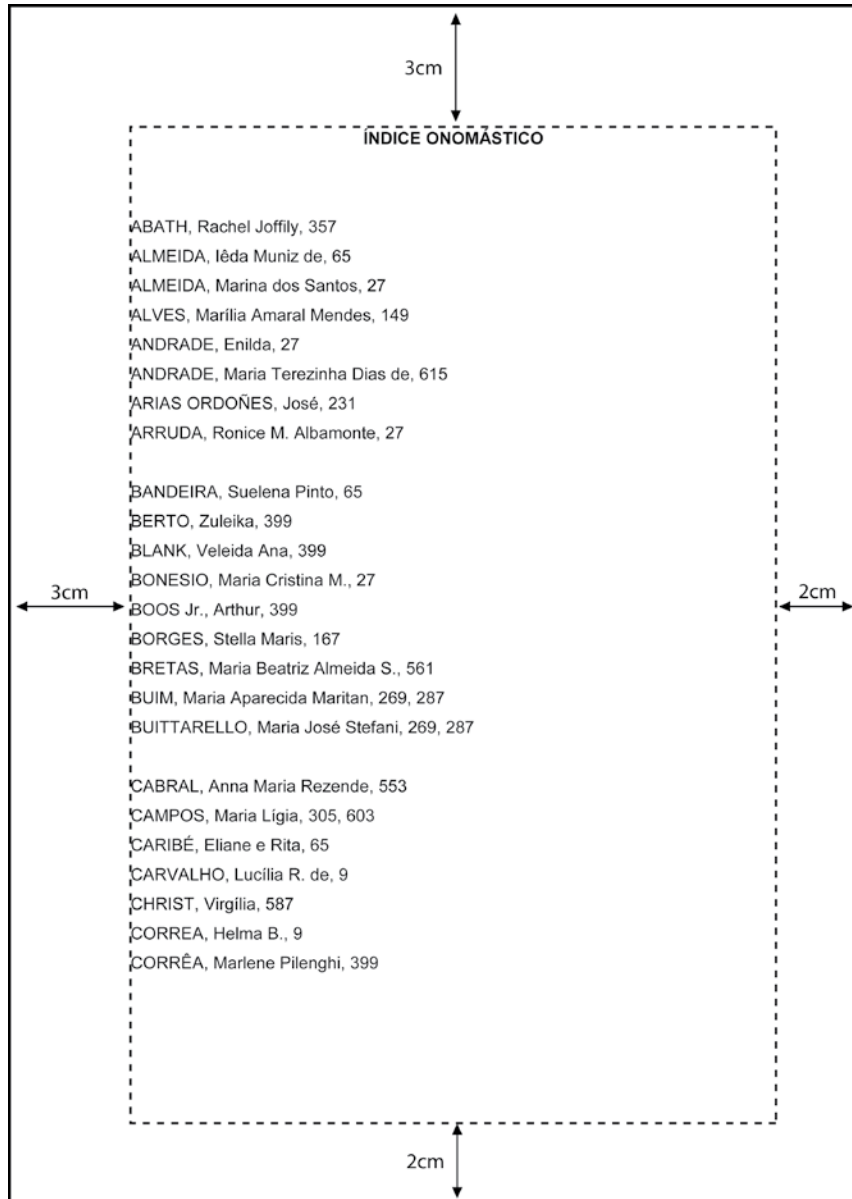 3cm
ÍNDICE ONOMÁSTICO
ABATH, Rachel Joffily, 357
ALMEIDA, Iêda Muniz de, 65
ALMEIDA, Marina dos Santos, 27
ALVES, Marília Amaral Mendes, 149
ANDRADE, Enilda, 27
ANDRADE, Maria Terezinha Dias de, 615
ARIAS ORDOÑES, José, 231
ARRUDA, Ronice M. Albamonte, 27
BANDEIRA, Suelena Pinto, 65
BERTO, Zuleika, 399
BLANK, Veleida Ana, 399
BONESIO, Maria Cristina M., 27
3cm
2cm
BOOS Jr., Arthur, 399
BORGES, Stella Maris, 167
BRETAS, Maria Beatriz Almeida S., 561
BUIM, Maria Aparecida Maritan, 269, 287
BUITTARELLO, Maria José Stefani, 269, 287
CABRAL, Anna Maria Rezende, 553
CAMPOS, Maria Lígia, 305, 603
CARIBÉ, Eliane e Rita, 65
CARVALHO, Lucília R. de, 9
CHRIST, Virgília, 587
CORREA, Helma B., 9
CORRÊA, Marlene Pilenghi, 399
2cm